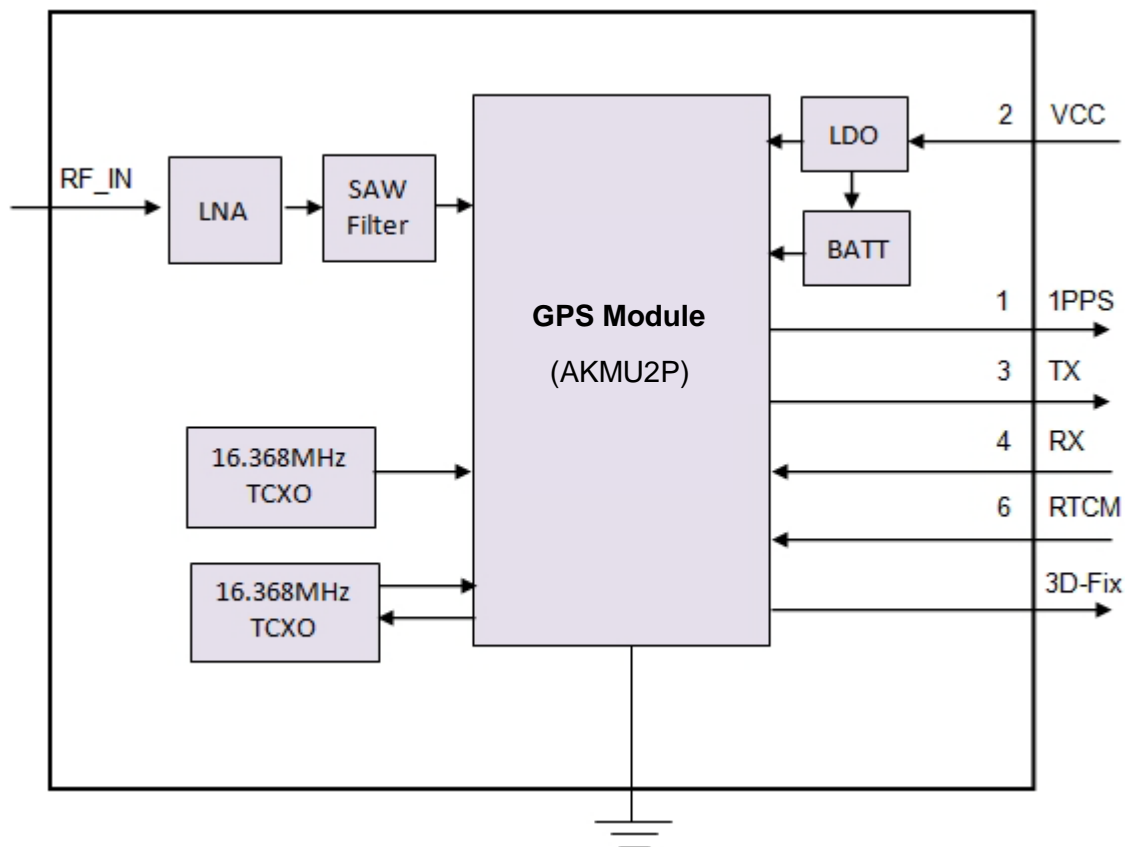 2 VCC
LDO
RF_IN
LNA
SAW
Filter
BATT
GPS Module
(AKMU2P)
1 1PPS
3 TX
4 RX
6 RTCM
3D-Fix
16.368MHz
TCXO
16.368MHz
TCXO